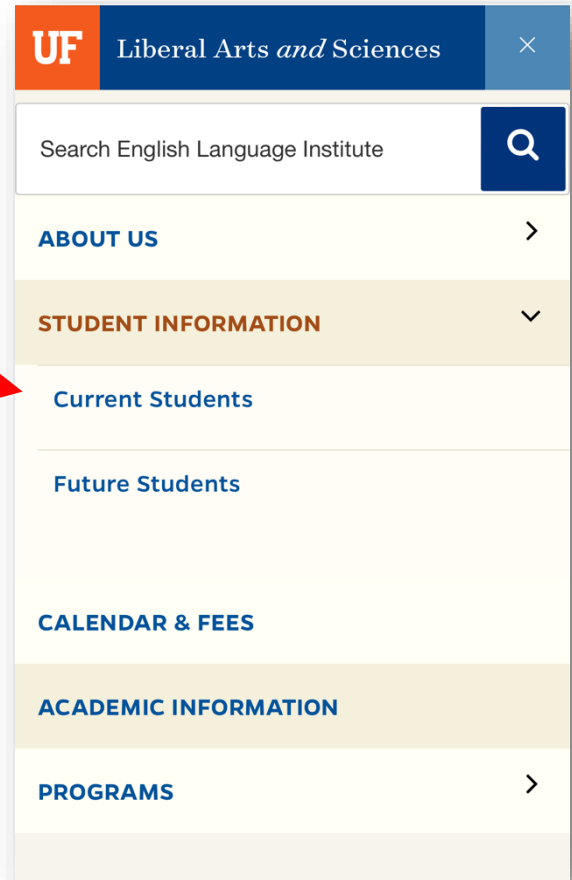 UF Liberal Arts and Sciences
Search English Language Institute
ABOUT US
STUDENT INFORMATION
Current Students
Future Students
CALENDAR & FEES
ACADEMIC INFORMATION
PROGRAMS